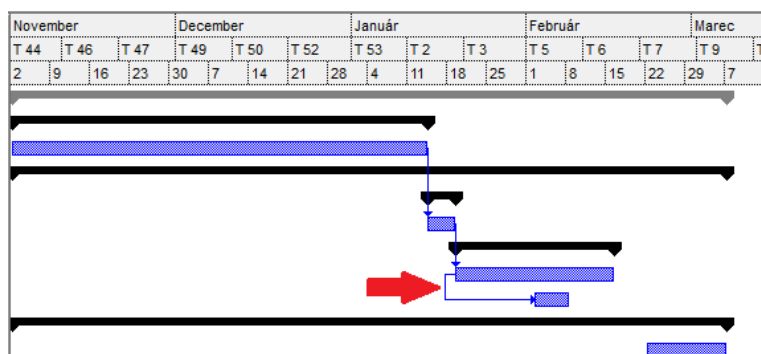 November December Január Február Marec
T 44 T 46 T 47 T 49 T 50 T 52 T 53 T 2 T 3 T 5 T 6 T 7 T 9
2 9 16 23 30 7 14 21 28 4 11 18 25 1 8 15 22 29 7